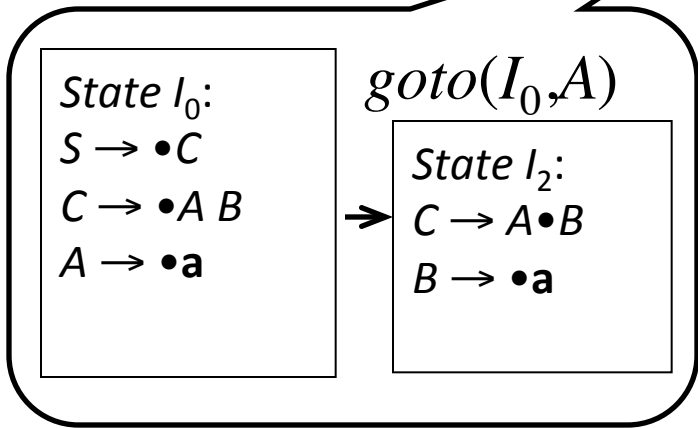 State I₀:
S → •C
C → •A B
A → •a
goto(I₀,A)
State I₂:
C → A•B
B → •a